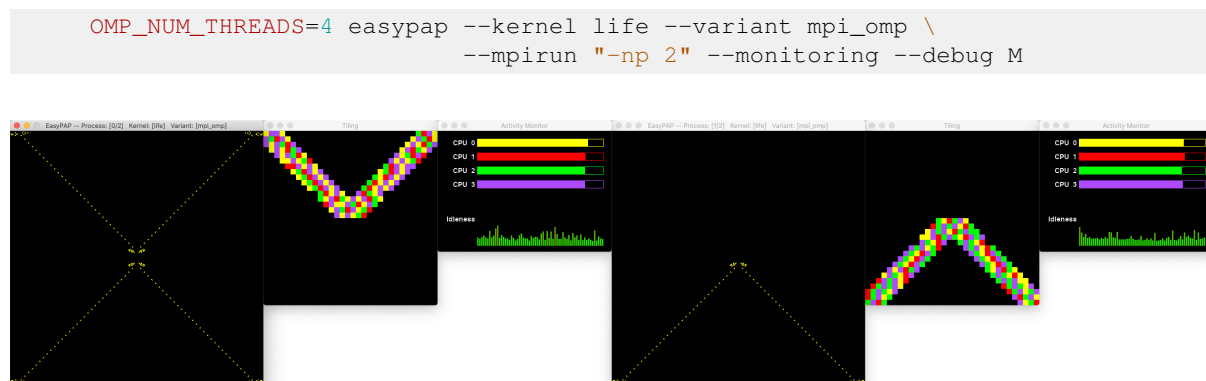 OMP_NUM_THREADS=4 easypap --kernel life --variant mpi_omp \
--mpirun "-np 2" --monitoring --debug M
EasyPAP -- Process: [0/2] Kernel: [life] Variant: [mpi_omp]
Tiling
Activity Monitor
CPU 0
CPU 1
CPU 2
CPU 3
Idleness
EasyPAP -- Process: [1/2] Kernel: [life] Variant: [mpi_omp]
Tiling
Activity Monitor
CPU 0
CPU 1
CPU 2
CPU 3
Idleness